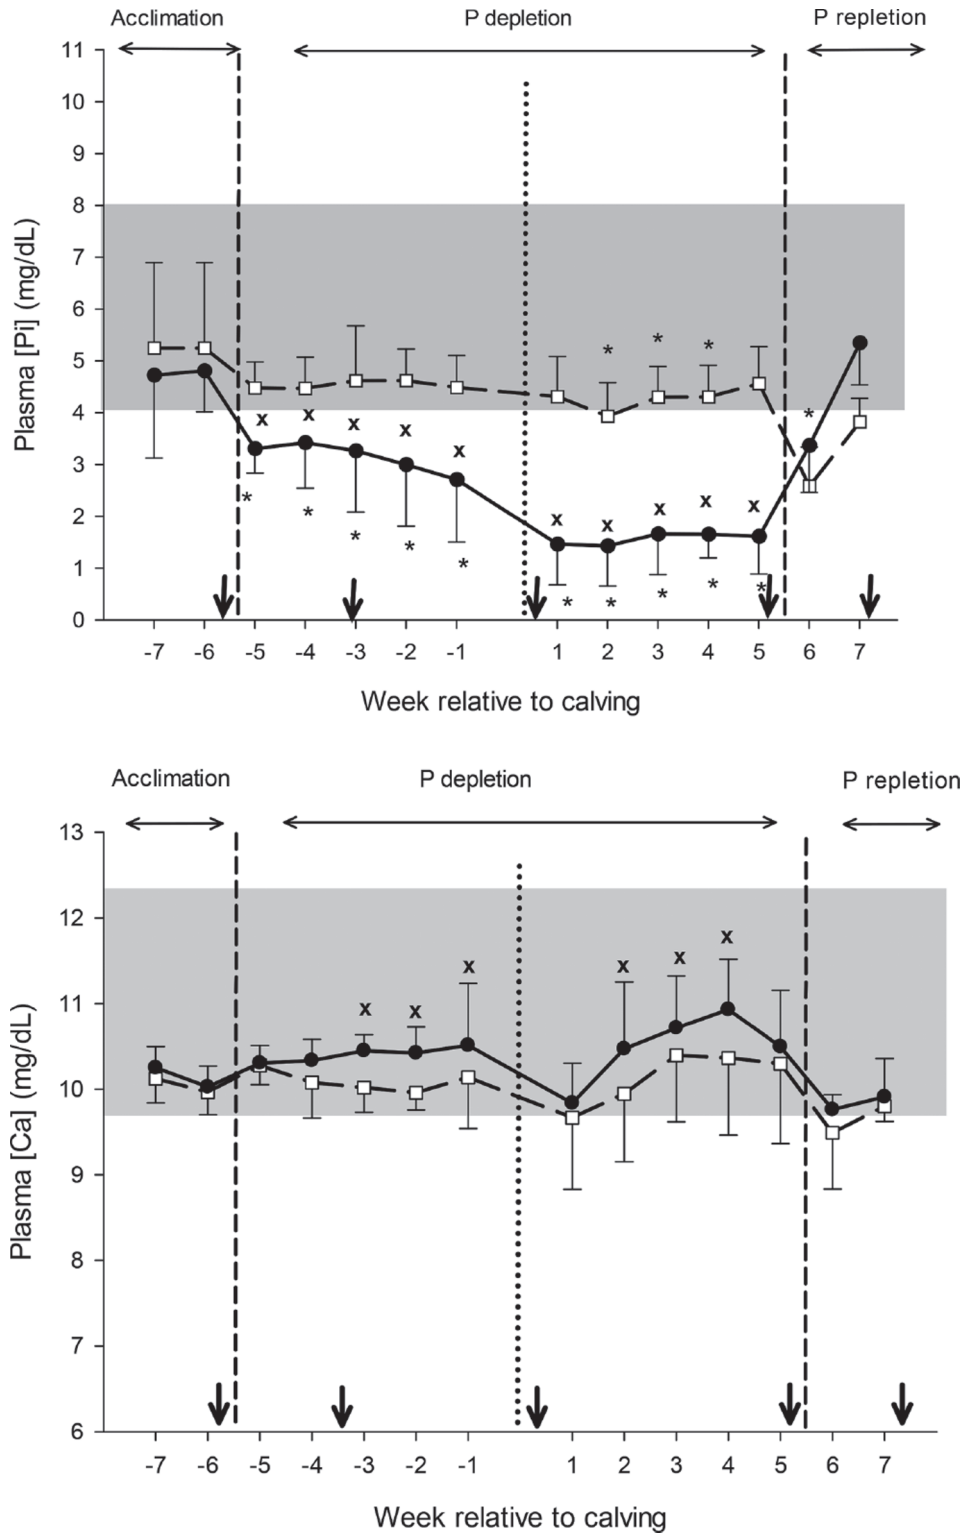 Acclimation P depletion P repletion
11
10
9
8
7
6
5
4
3
2
1
0
Plasma [Pi] (mg/dL)
* * * *
x x x x x x x x x x
* * * * * * * * * *
-7 -6 -5 -4 -3 -2 -1 1 2 3 4 5 6 7
Week relative to calving
Acclimation P depletion P repletion
13
12
11
10
9
8
7
6
Plasma [Ca] (mg/dL)
x x x x x x
-7 -6 -5 -4 -3 -2 -1 1 2 3 4 5 6 7
Week relative to calving